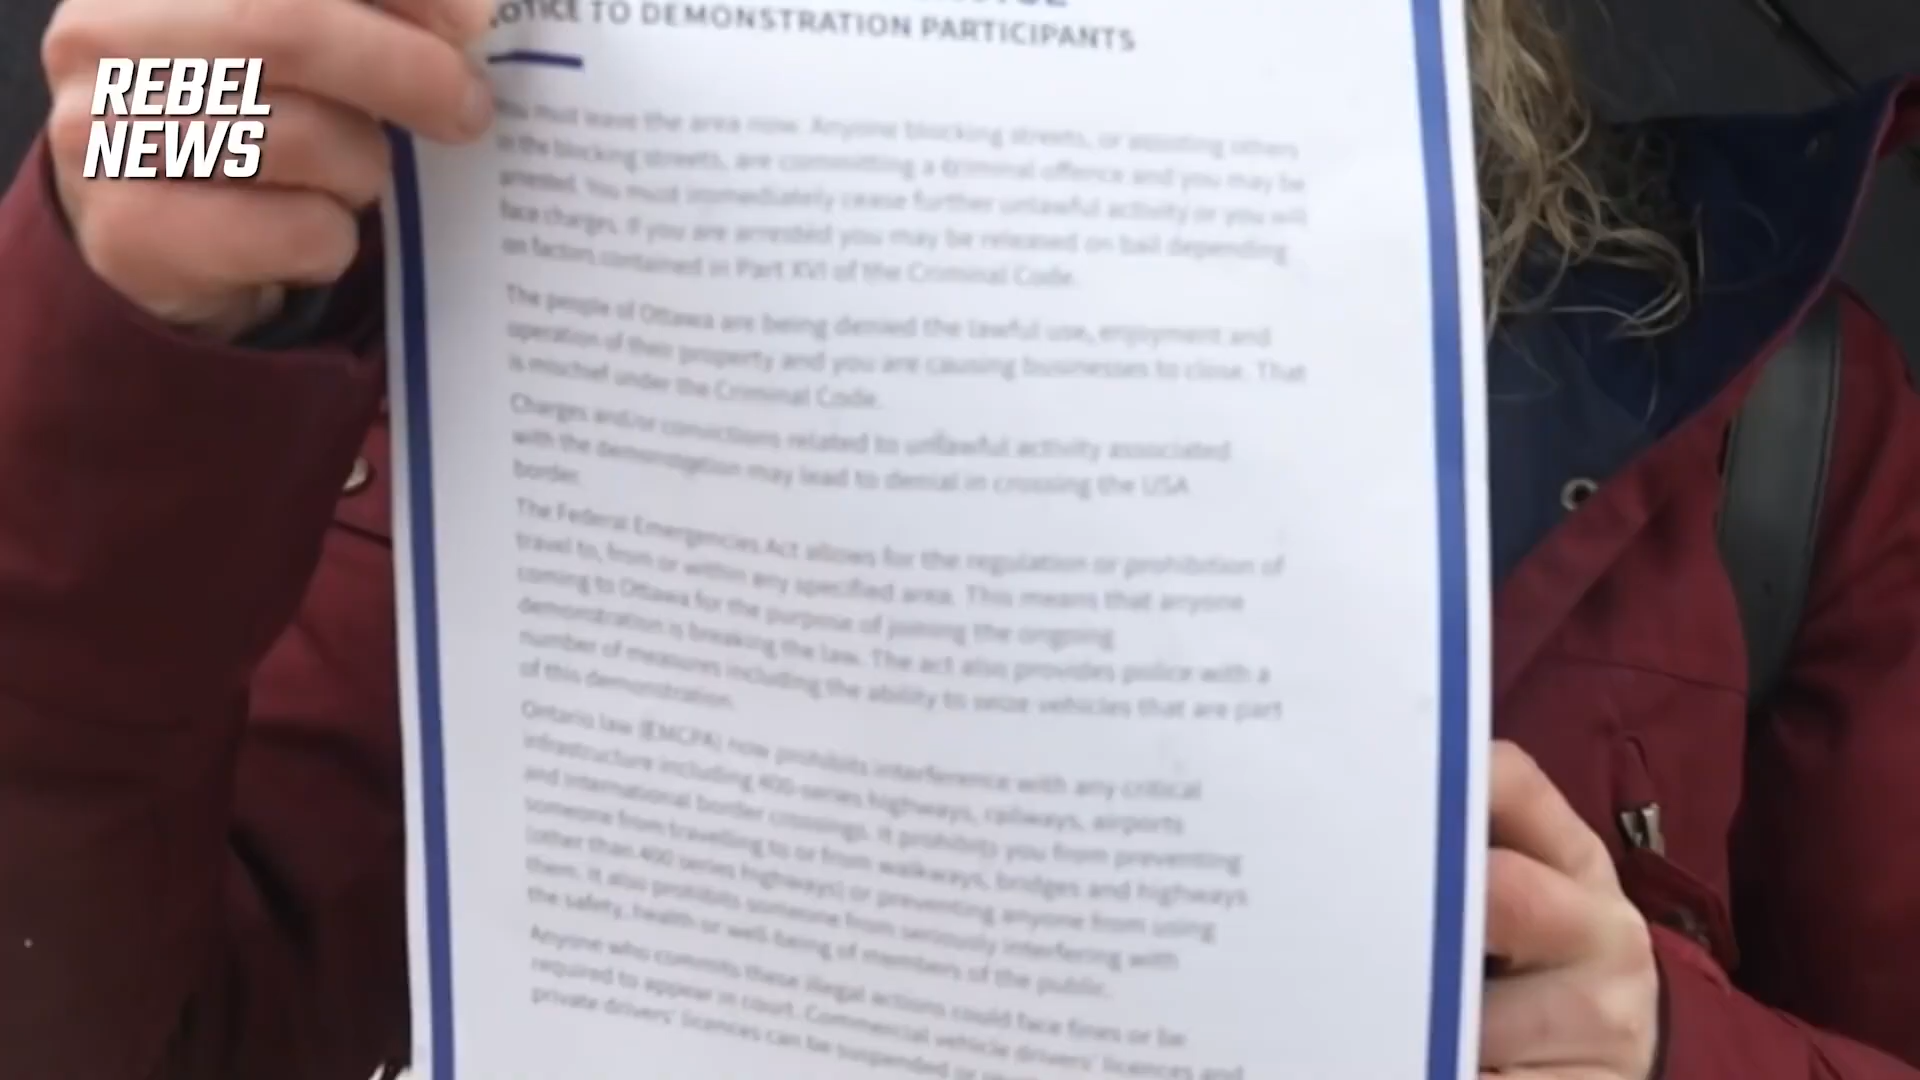 REBEL
NEWS
NOTICE TO DEMONSTRATION PARTICIPANTS
You must leave the area now. Anyone blocking streets, or assisting others
in the blocking streets, are committing a criminal offence and you may be
arrested. You must immediately cease further unlawful activity or you will
face charges. If you are arrested you may be released on bail depending
on factors contained in Part XVI of the Criminal Code.
The people of Ottawa are being denied the lawful use, enjoyment and
operation of their property and you are causing businesses to close. That
is mischief under the Criminal Code.
Charges and/or convictions related to unlawful activity associated
with the demonstration may lead to denial in crossing the USA
border.
The Federal Emergencies Act allows for the regulation or prohibition of
travel to, from or within any specified area. This means that anyone
coming to Ottawa for the purpose of joining the ongoing
demonstration is breaking the law. The act also provides police with a
number of measures including the ability to seize vehicles that are part
of this demonstration.
Ontario law (EMCPA) now prohibits interference with any critical
infrastructure including 400-series highways, railways, airports
and international border crossings. It prohibits you from preventing
someone from travelling to or from walkways, bridges and highways
(other than 400 series highways) or preventing anyone from using
them. It also prohibits someone from seriously interfering with
the safety, health or well-being of members of the public.
Anyone who commits these illegal actions could face fines or be
required to appear in court. Commercial vehicle drivers' licences and
private drivers' licences can be suspended or